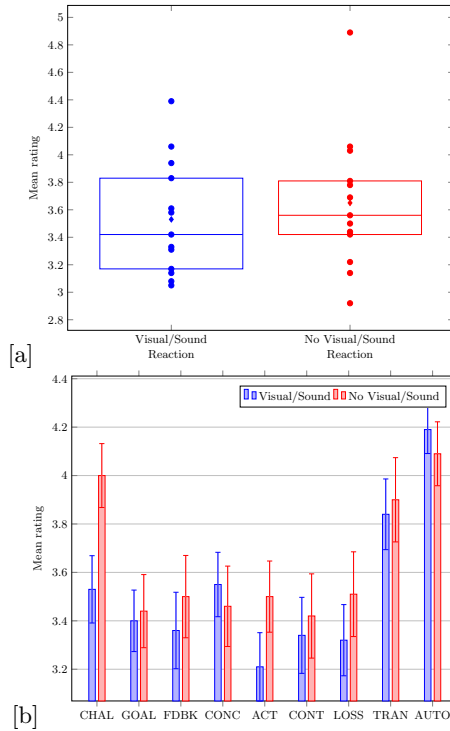 5
4.8
4.6
4.4
4.2
4
3.8
3.6
3.4
3.2
3
2.8
Mean rating
Visual/Sound
Reaction
No Visual/Sound
Reaction
[a]
4.4
4.2
4
3.8
3.6
3.4
3.2
Mean rating
Visual/Sound No Visual/Sound
CHAL GOAL FDBK CONC ACT CONT LOSS TRAN AUTO
[b]